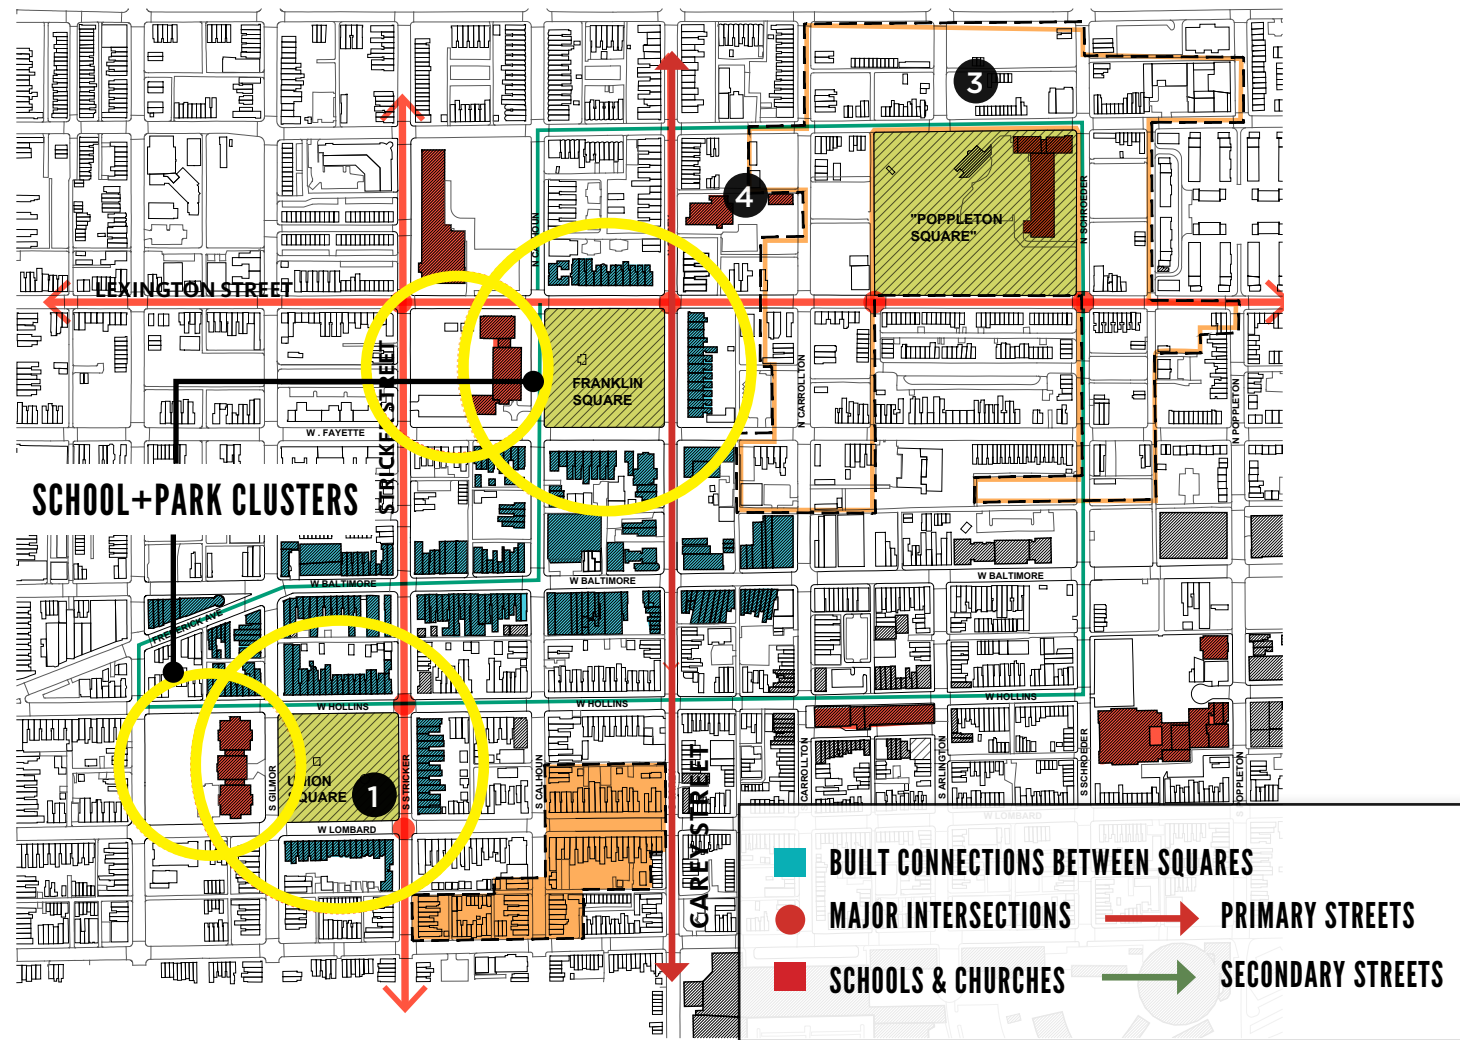 3
4
N CALHOUN
"POPPLETON
SQUARE"
N SCHROEDER
LEXINGTON STREET
STRICKER STREET
FRANKLIN
SQUARE
N CARROLLTON
N POPPLETON
W . FAYETTE
SCHOOL+PARK CLUSTERS
W BALTIMORE
W BALTIMORE
W BALTIMORE
FREDERICK AVE
W HOLLINS
W HOLLINS
W HOLLINS
S GILMOR
UNION
SQUARE
1
S STRICKER
S CALHOUN
CAREY STREET
CARROLLTON
S ARLINGTON
S SCHROEDER
POPPLETON
W LOMBARD
W LOMBARD
BUILT CONNECTIONS BETWEEN SQUARES
MAJOR INTERSECTIONS
PRIMARY STREETS
SCHOOLS & CHURCHES
SECONDARY STREETS